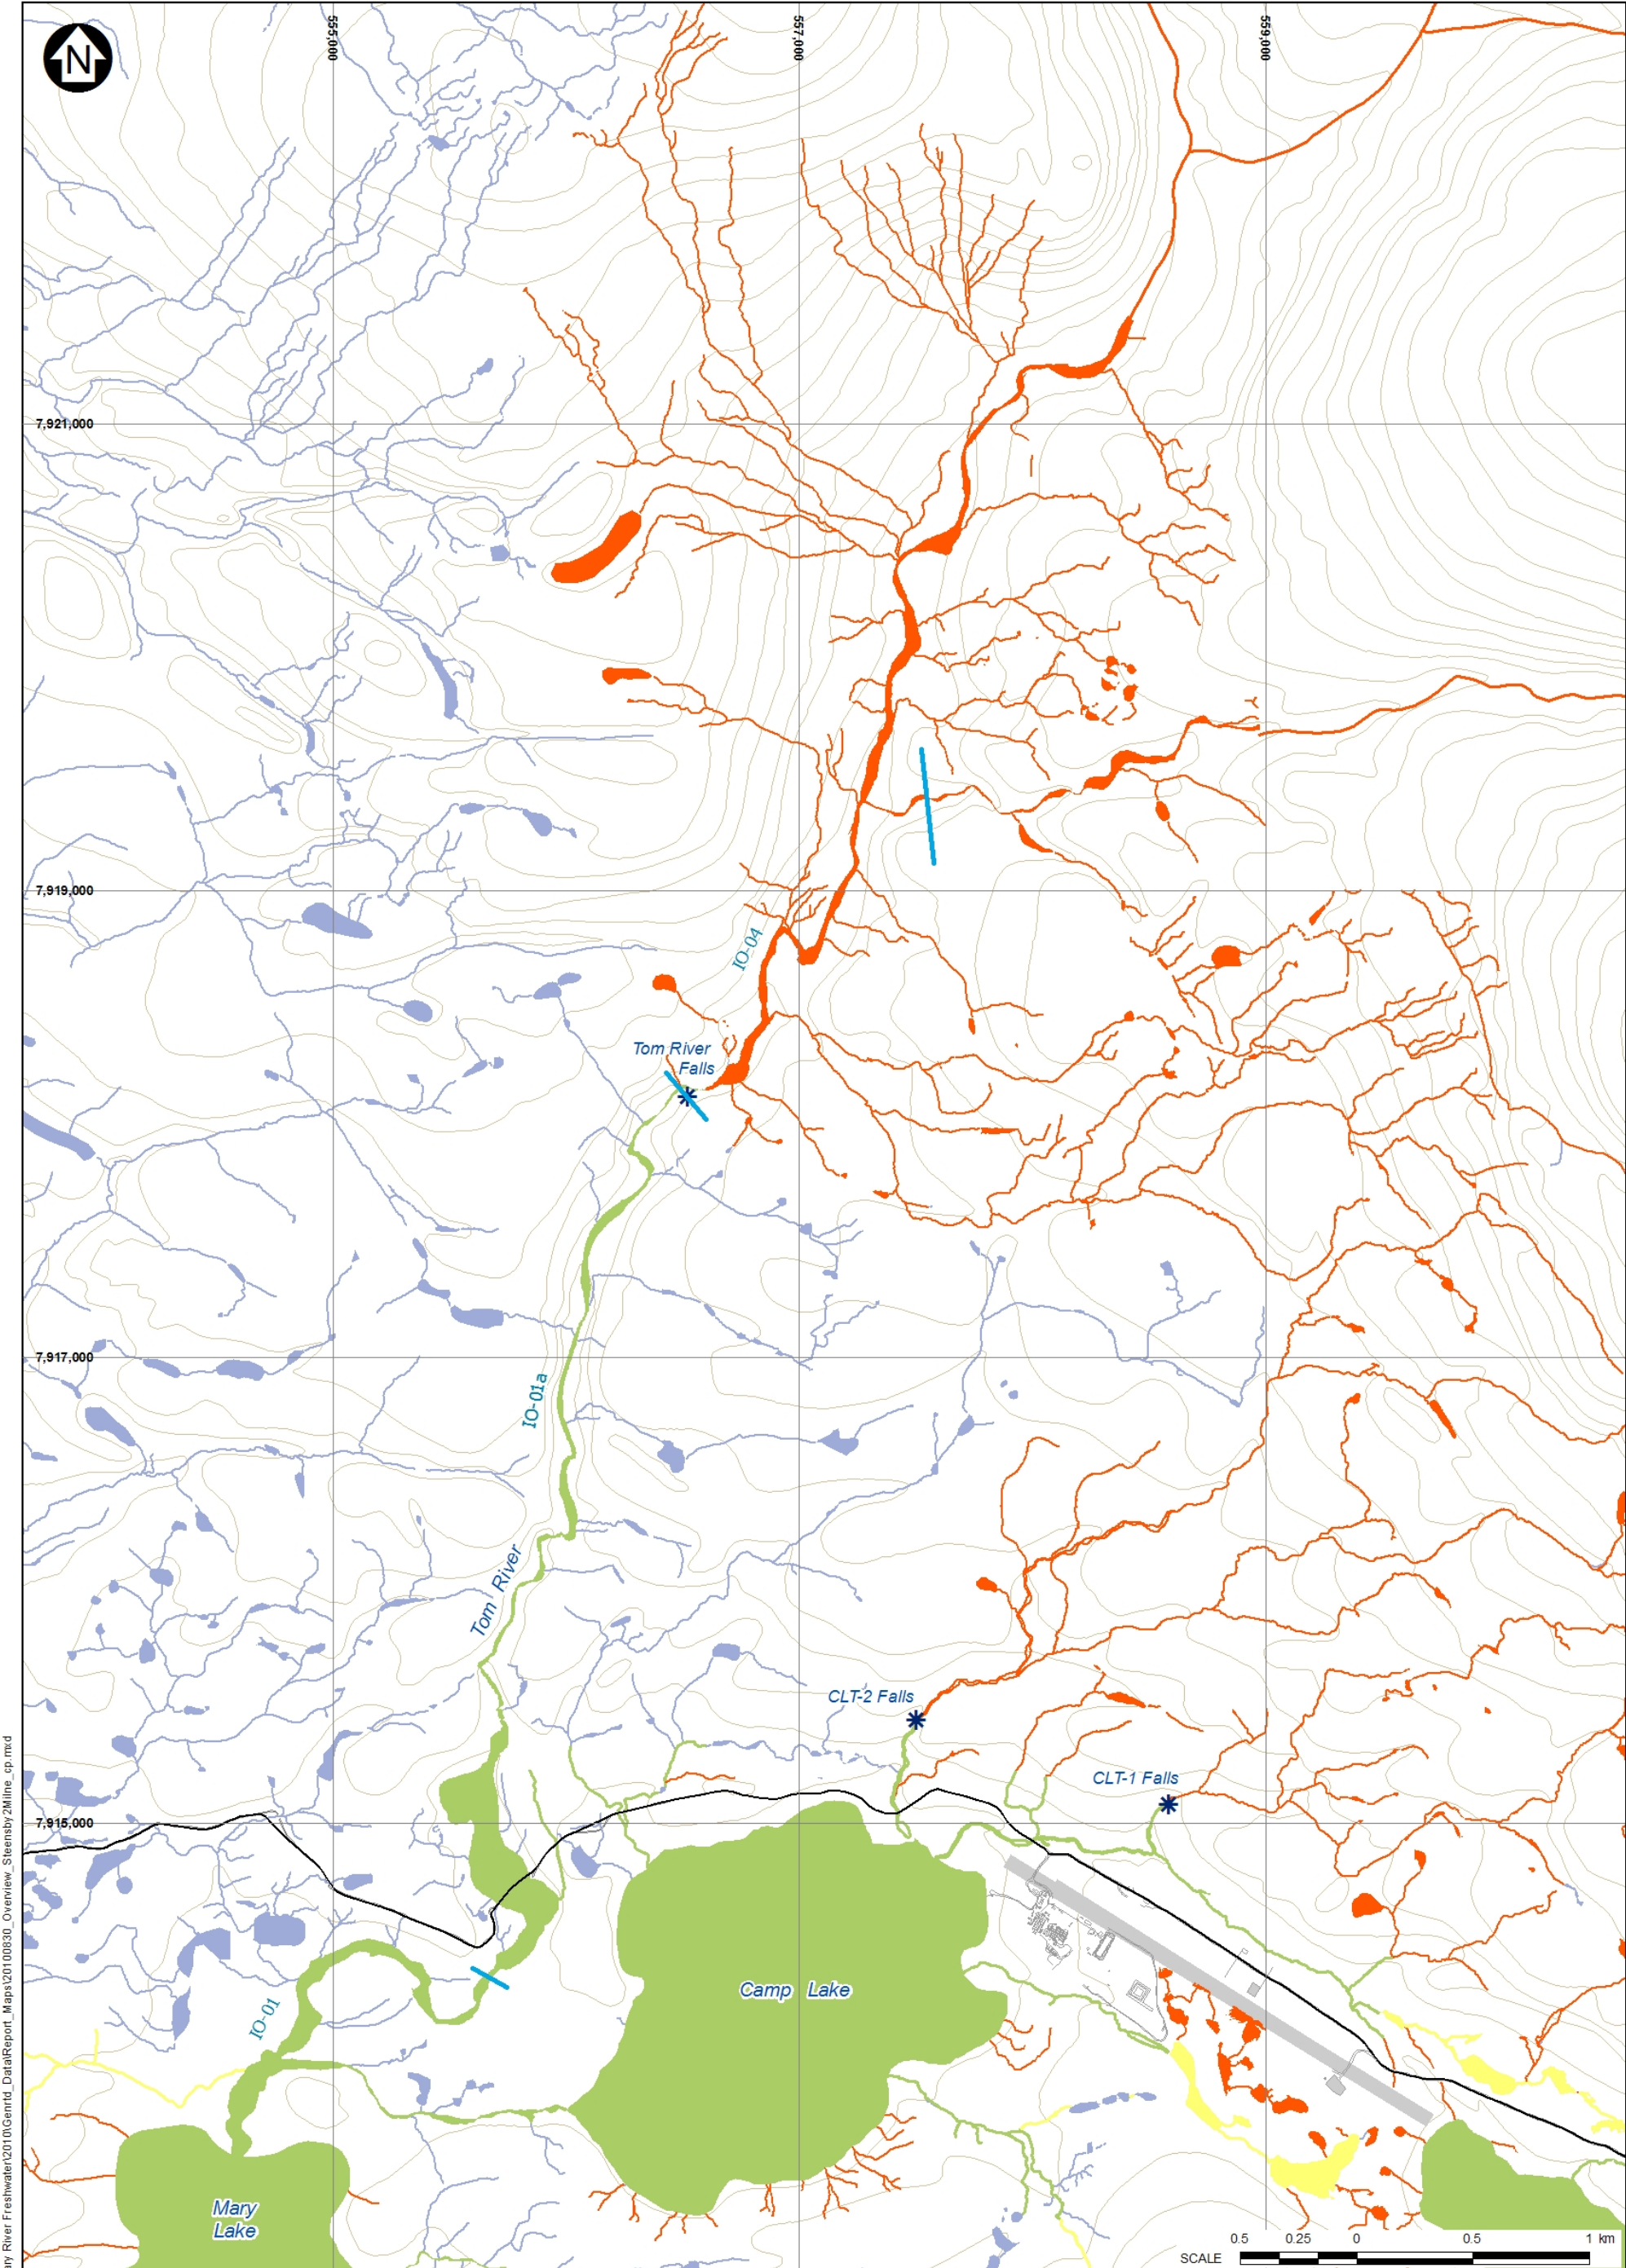 N
555,000
557,000
559,000
7,921,000
7,919,000
IO-04
Tom River
Falls
7,917,000
IO-01a
Tom River
CLT-2 Falls
CLT-1 Falls
7,915,000
Camp Lake
IO-01
Mary
Lake
0.5 0.25 0 0.5 1 km
SCALE
ary River Freshwater\2010\Genrtd_Data\Report_Maps\20100830_Overview_Steensby2Milne_cp.mxd